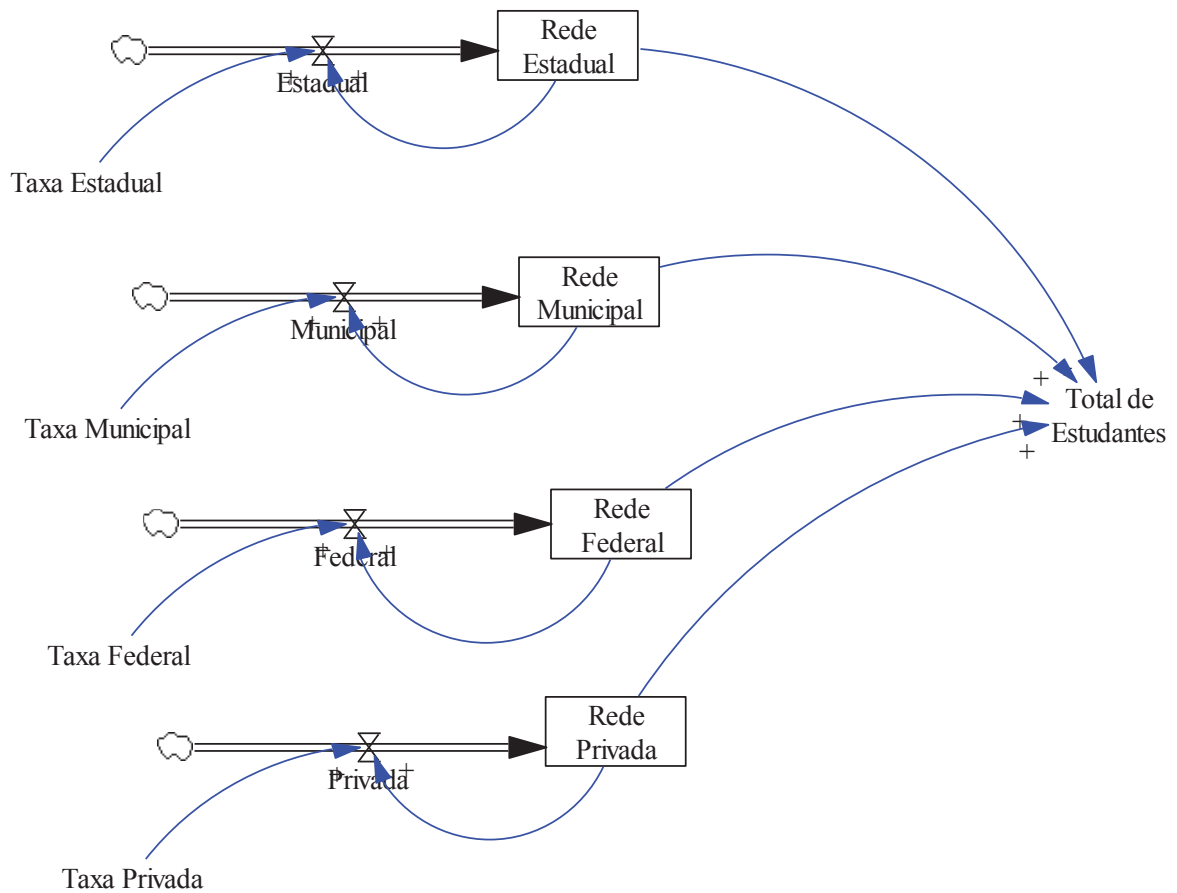 Rede
Estadual
+ +
Estadual
Taxa Estadual
Rede
Municipal
+ +
Municipal
Taxa Municipal
+
Total de
+
Estudantes
+
Rede
Federal
+ +
Federal
Taxa Federal
Rede
Privada
+ +
Privada
Taxa Privada